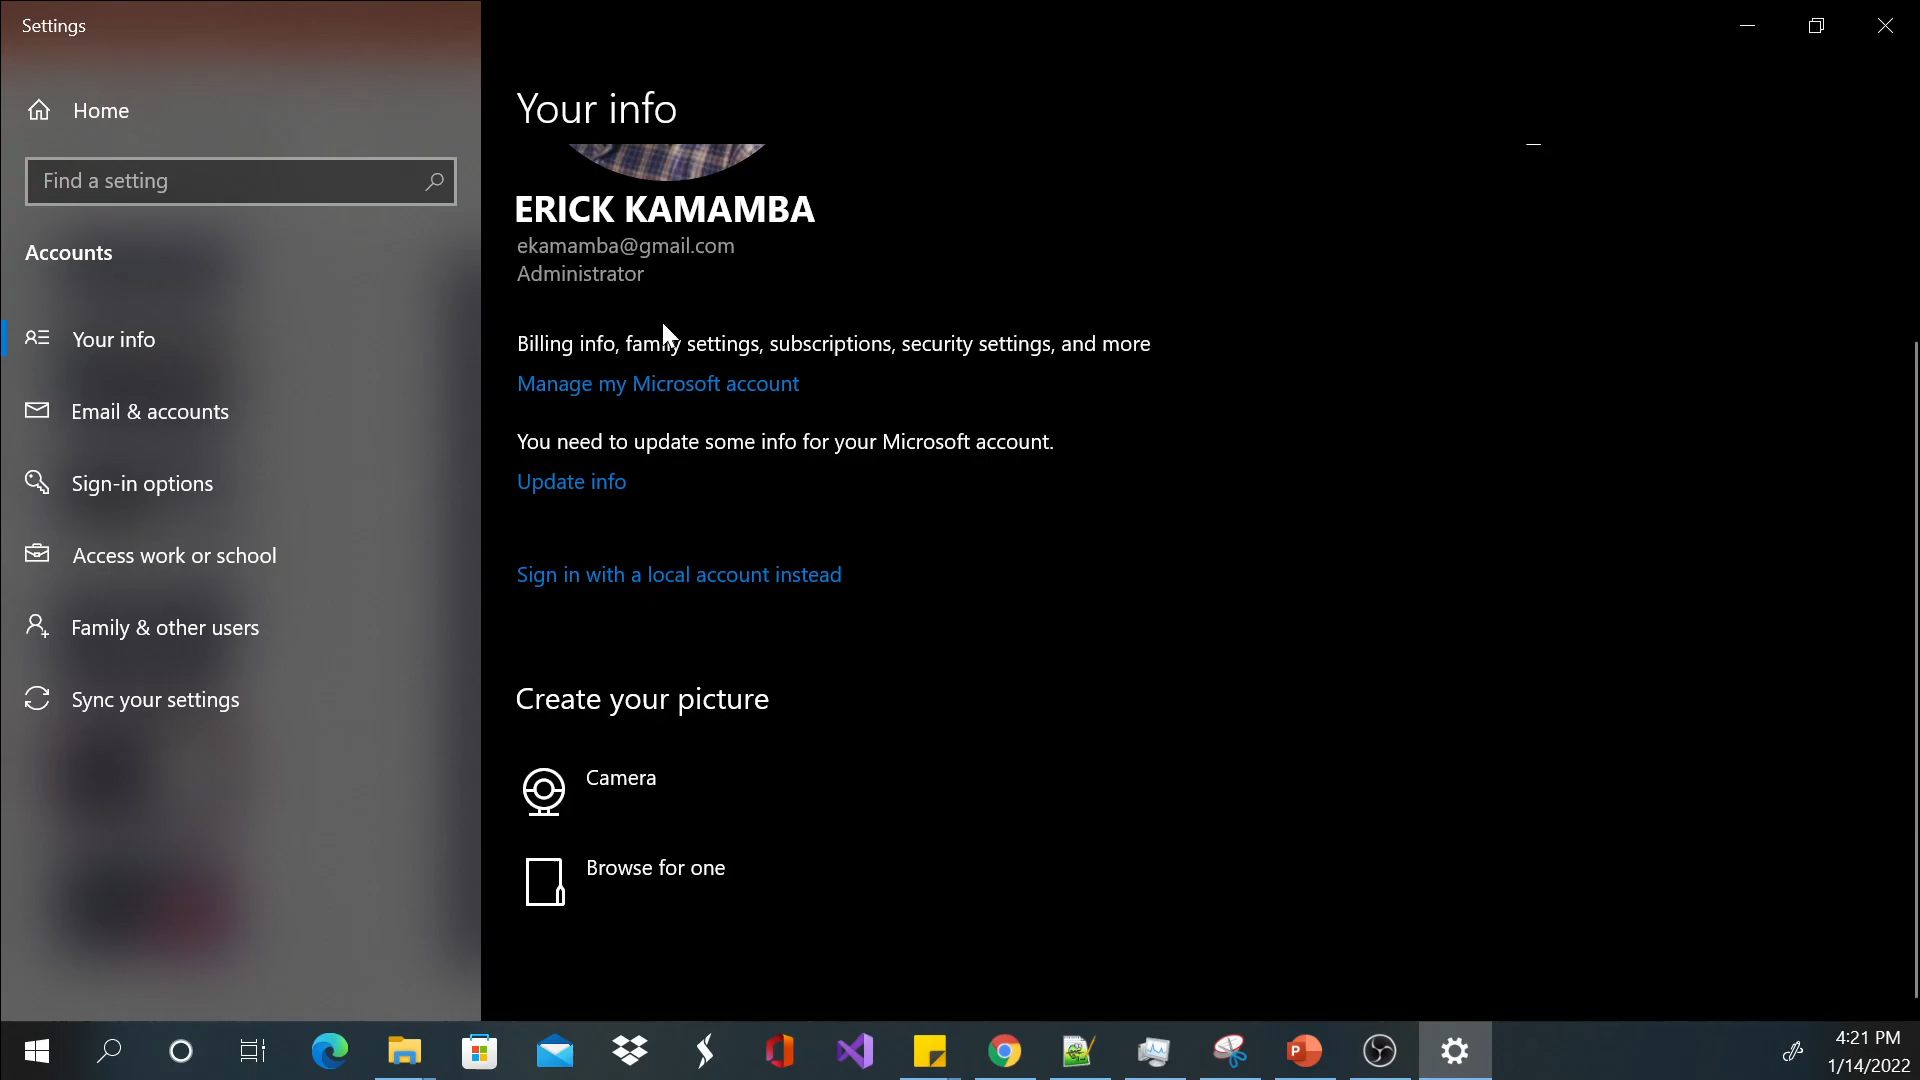 Settings
Home
Your info
Find a setting
ERICK KAMAMBA
ekamamba@gmail.com
Administrator
Accounts
Your info
Billing info, family settings, subscriptions, security settings, and more
Manage my Microsoft account
Email & accounts
You need to update some info for your Microsoft account.
Update info
Sign-in options
Access work or school
Sign in with a local account instead
Family & other users
Sync your settings
Create your picture
Camera
Browse for one
4:21 PM
1/14/2022